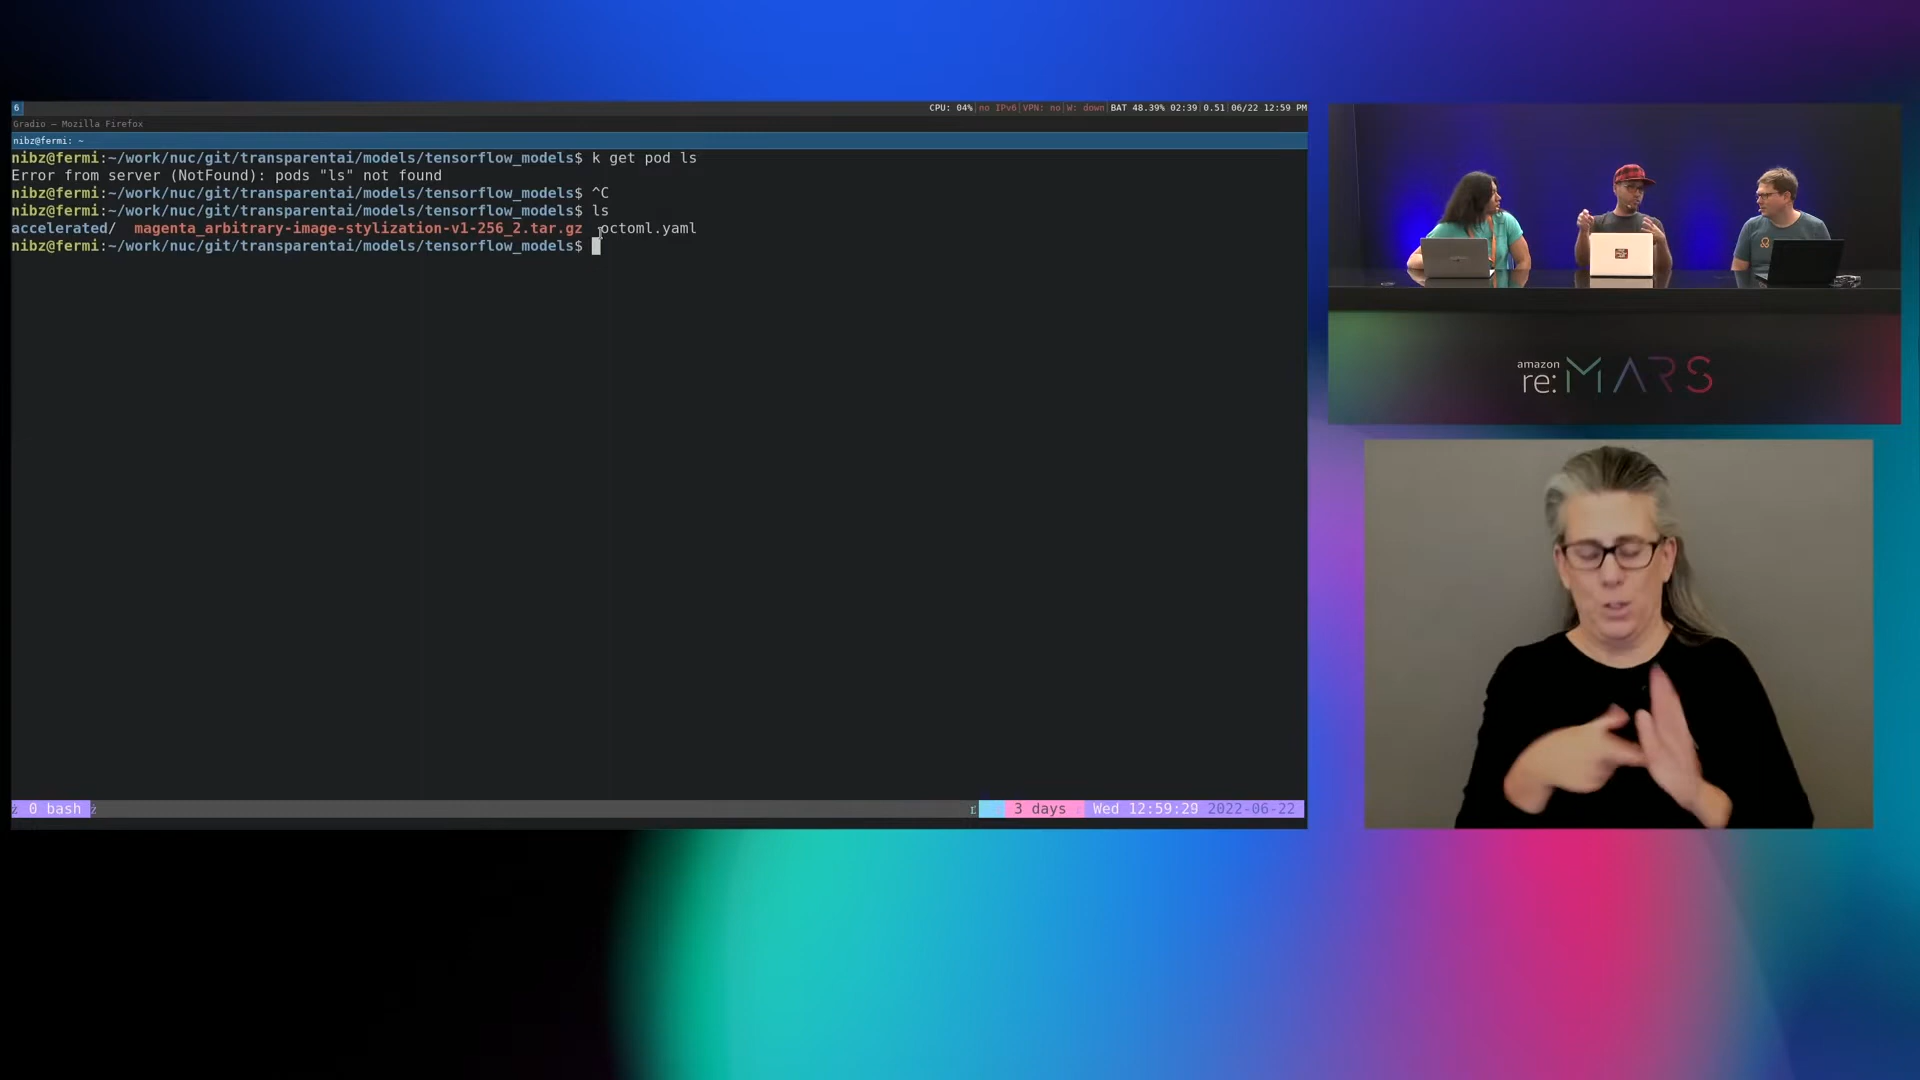 6
CPU: 04% no IPv6 VPN: no W: down BAT 48.39% 02:39 0.51 06/22 12:59 PM
Gradio — Mozilla Firefox
nibz@fermi: ~
nibz@fermi:~/work/nuc/git/transparentai/models/tensorflow_models$ k get pod ls
Error from server (NotFound): pods "ls" not found
nibz@fermi:~/work/nuc/git/transparentai/models/tensorflow_models$ ^C
nibz@fermi:~/work/nuc/git/transparentai/models/tensorflow_models$ ls
accelerated/ magenta_arbitrary-image-stylization-v1-256_2.tar.gz octoml.yaml
nibz@fermi:~/work/nuc/git/transparentai/models/tensorflow_models$
0 bash
3 days Wed 12:59:29 2022-06-22
amazon
re:MARS